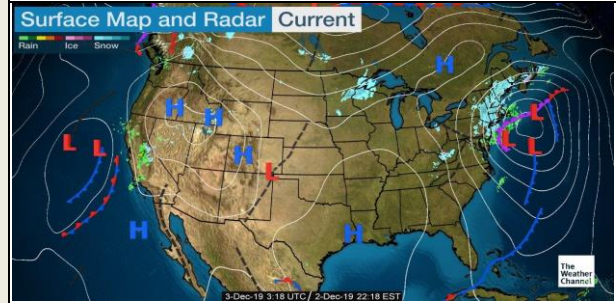 Surface Map and Radar Current
Rain Ice Snow
H
H
H
H
L
L
L
L
L
L
H
H
The
Weather
Channel
3-Dec-19 3:18 UTC / 2-Dec-19 22:18 EST